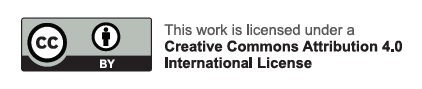 cc
BY
This work is licensed under a
Creative Commons Attribution 4.0
International License